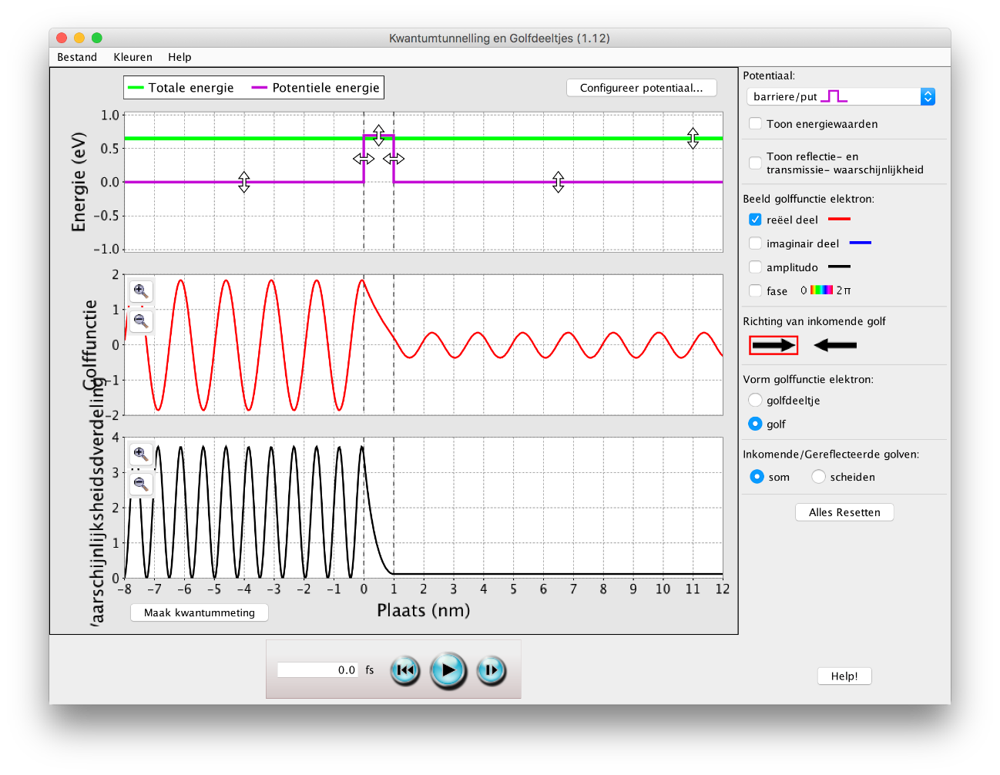 Kwantumtunnelling en Golfdeeltjes (1.12)
Bestand Kleuren Help
Totale energie Potentiele energie
Configureer potentiaal...
Energie (eV)
1.0
0.5
0.0
−0.5
−1.0
Golffunctie
2
1
0
−1
−2
Waarschijnlijksheidsdverdeling
4
3
2
1
0
−8 −7 −6 −5 −4 −3 −2 −1 0 1 2 3 4 5 6 7 8 9 10 11 12
Plaats (nm)
Maak kwantummeting
0.0 fs
Potentiaal:
barriere/put
Toon energiewaarden
Toon reflectie– en
transmissie– waarschijnlijkheid
Beeld golffunctie elektron:
reëel deel
imaginair deel
amplitudo
fase 0 2π
Richting van inkomende golf
Vorm golffunctie elektron:
golfdeeltje
golf
Inkomende/Gereflecteerde golven:
som scheiden
Alles Resetten
Help!